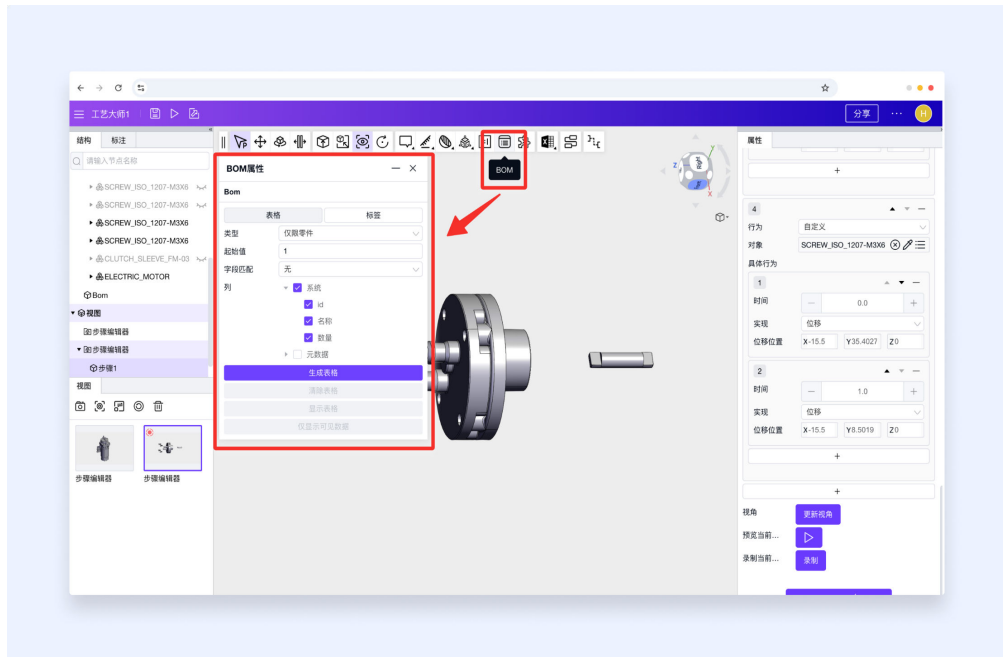 工艺大师1
分享
H
结构 标注
请输入节点名称
SCREW_ISO_1207-M3X6
SCREW_ISO_1207-M3X6
SCREW_ISO_1207-M3X6
SCREW_ISO_1207-M3X6
CLUTCH_SLEEVE_FM-03
ELECTRIC_MOTOR
Bom
视图
步骤编辑器
步骤编辑器
步骤1
视图
步骤编辑器 步骤编辑器
BOM
BOM属性
Bom
表格 标签
类型 仅限零件
起始值 1
字段匹配 无
列 系统
id
名称
数量
元数据
生成表格
清除表格
显示表格
仅显示可见数据
Z
Y
X
Right
属性
+
4
行为 自定义
对象 SCREW_ISO_1207-M3X6
具体行为
1
时间 — 0.0 +
实现 位移
位移位置 X-15.5 Y35.4027 Z0
2
时间 — 1.0 +
实现 位移
位移位置 X-15.5 Y8.5019 Z0
+
+
视角 更新视角
预览当前...
录制当前... 录制